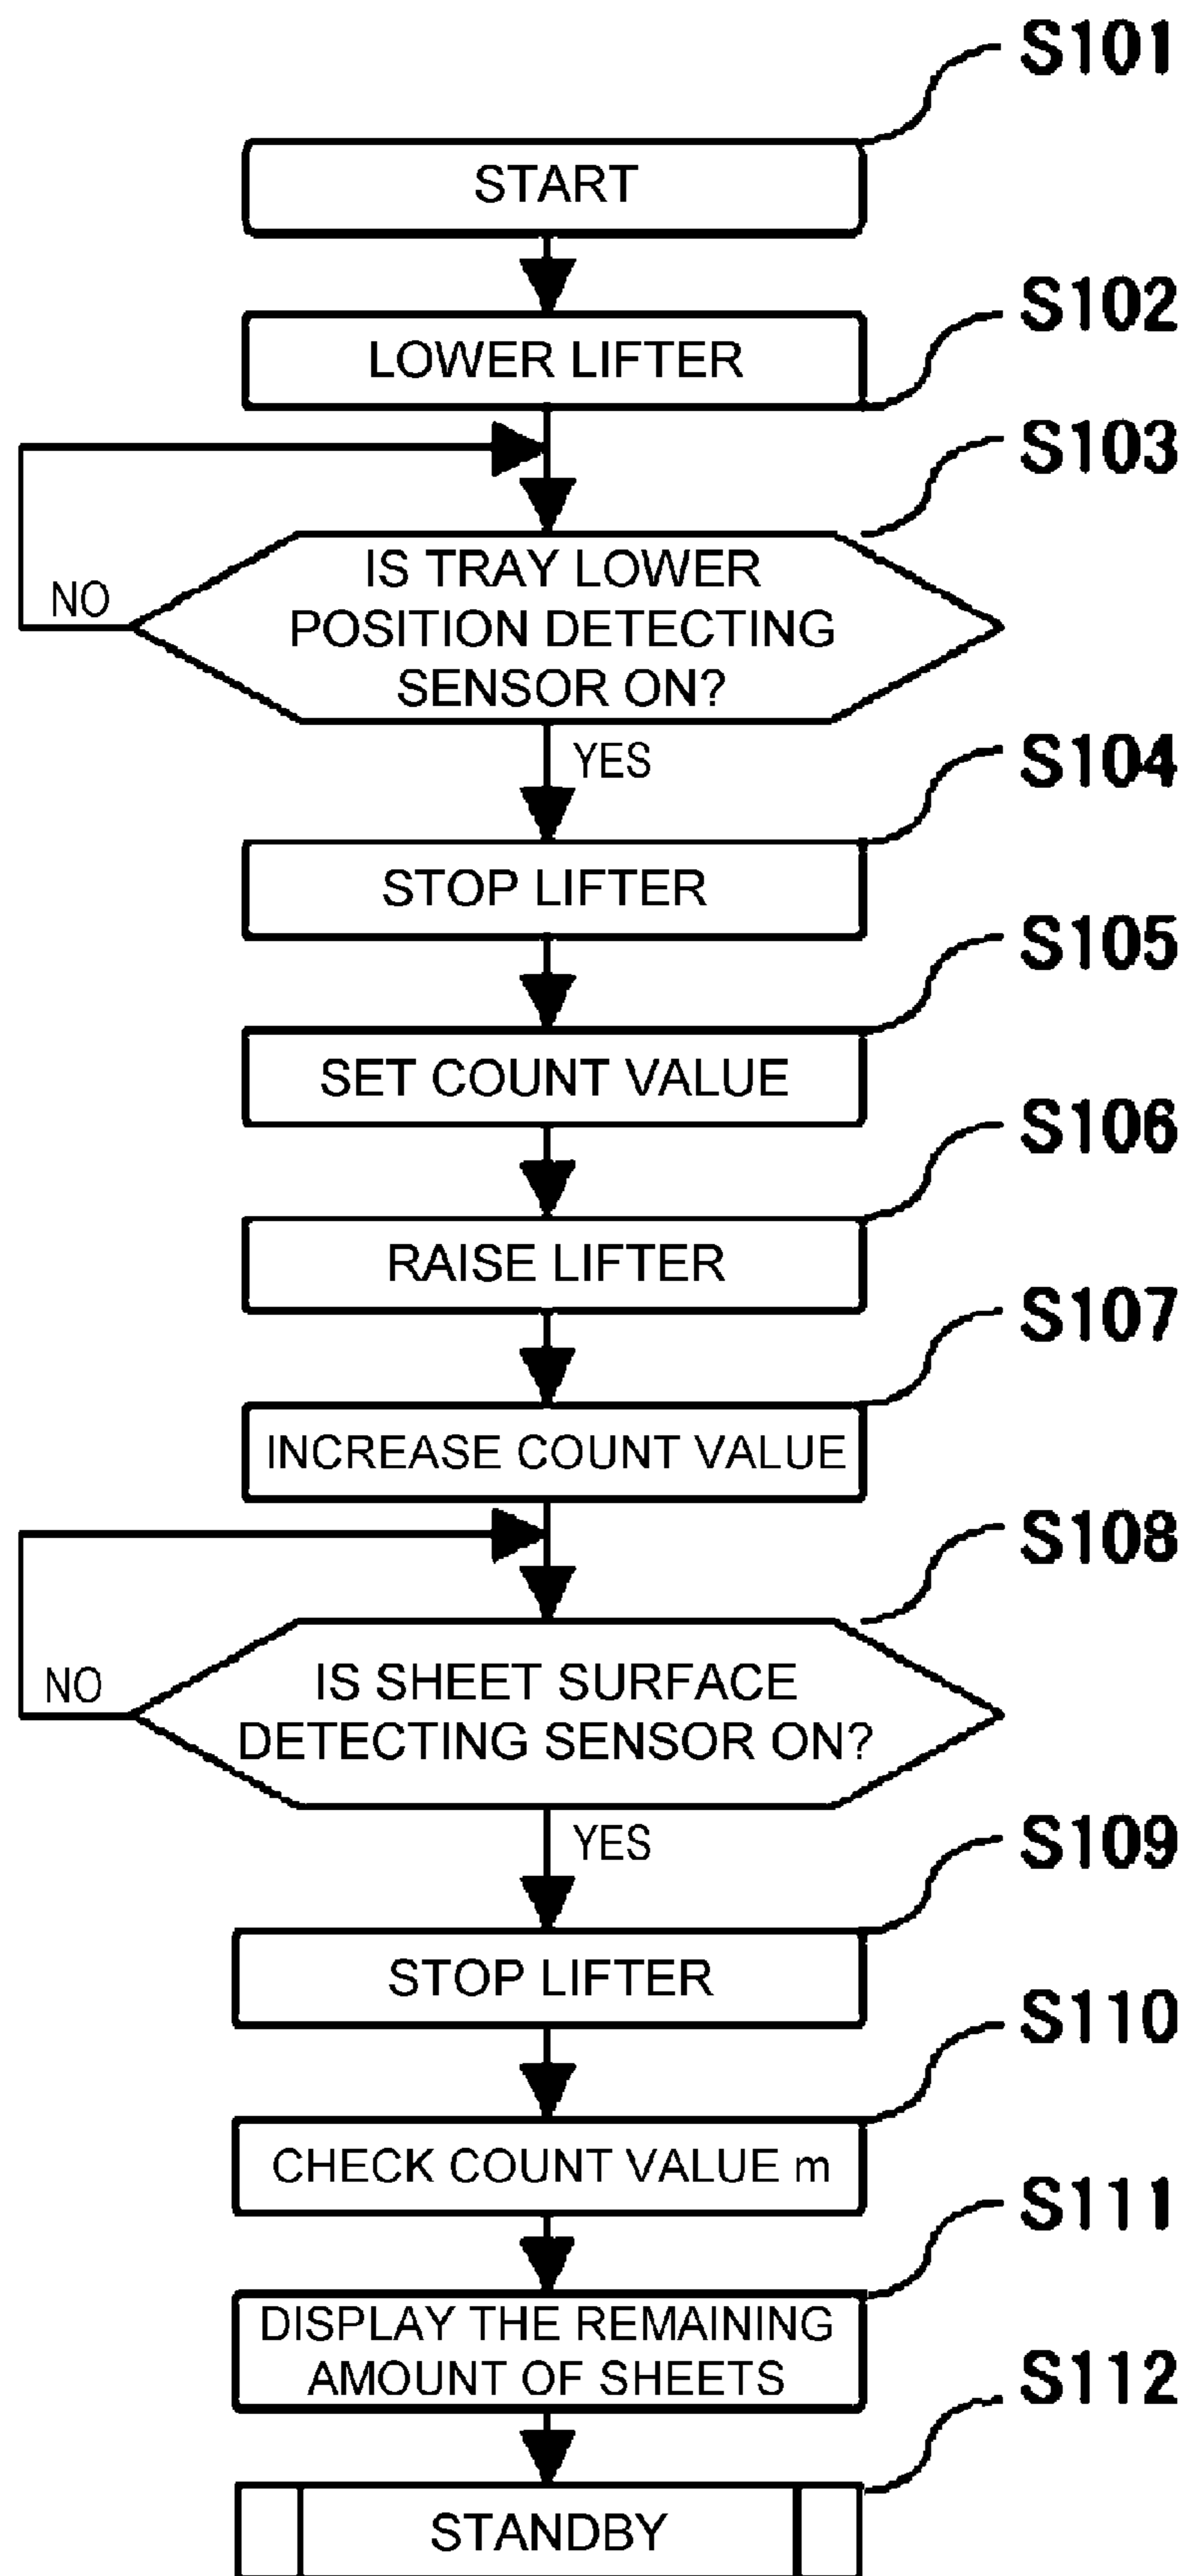 S101
START
S102
LOWER LIFTER
S103
IS TRAY LOWER
POSITION DETECTING
SENSOR ON?
NO
YES
S104
STOP LIFTER
S105
SET COUNT VALUE
S106
RAISE LIFTER
S107
INCREASE COUNT VALUE
S108
IS SHEET SURFACE
DETECTING SENSOR ON?
NO
YES
S109
STOP LIFTER
S110
CHECK COUNT VALUE m
S111
DISPLAY THE REMAINING
AMOUNT OF SHEETS
S112
STANDBY